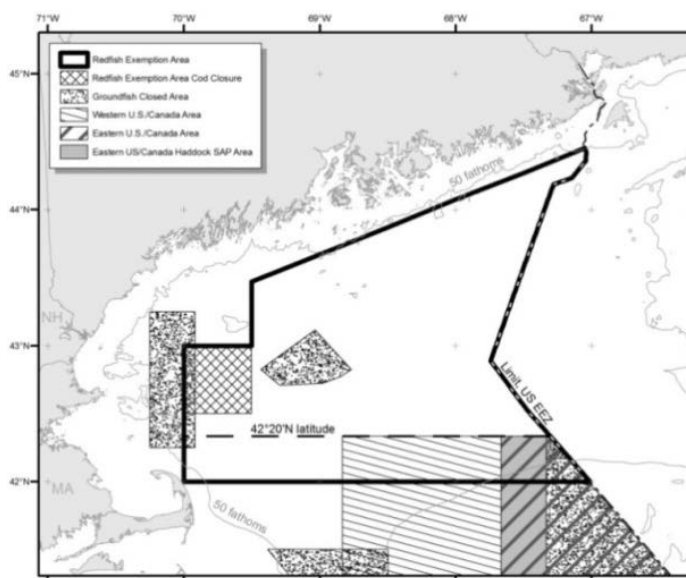 71°W 70°W 69°W 68°W 67°W
45°N
44°N
43°N
42°N
Redfish Exemption Area
Redfish Exemption Area Cod Closure
Groundfish Closed Area
Western U.S./Canada Area
Eastern U.S./Canada Area
Eastern US/Canada Haddock SAP Area
50 fathoms
NH
Limit, US EEZ
42°20'N latitude
MA
50 fathoms